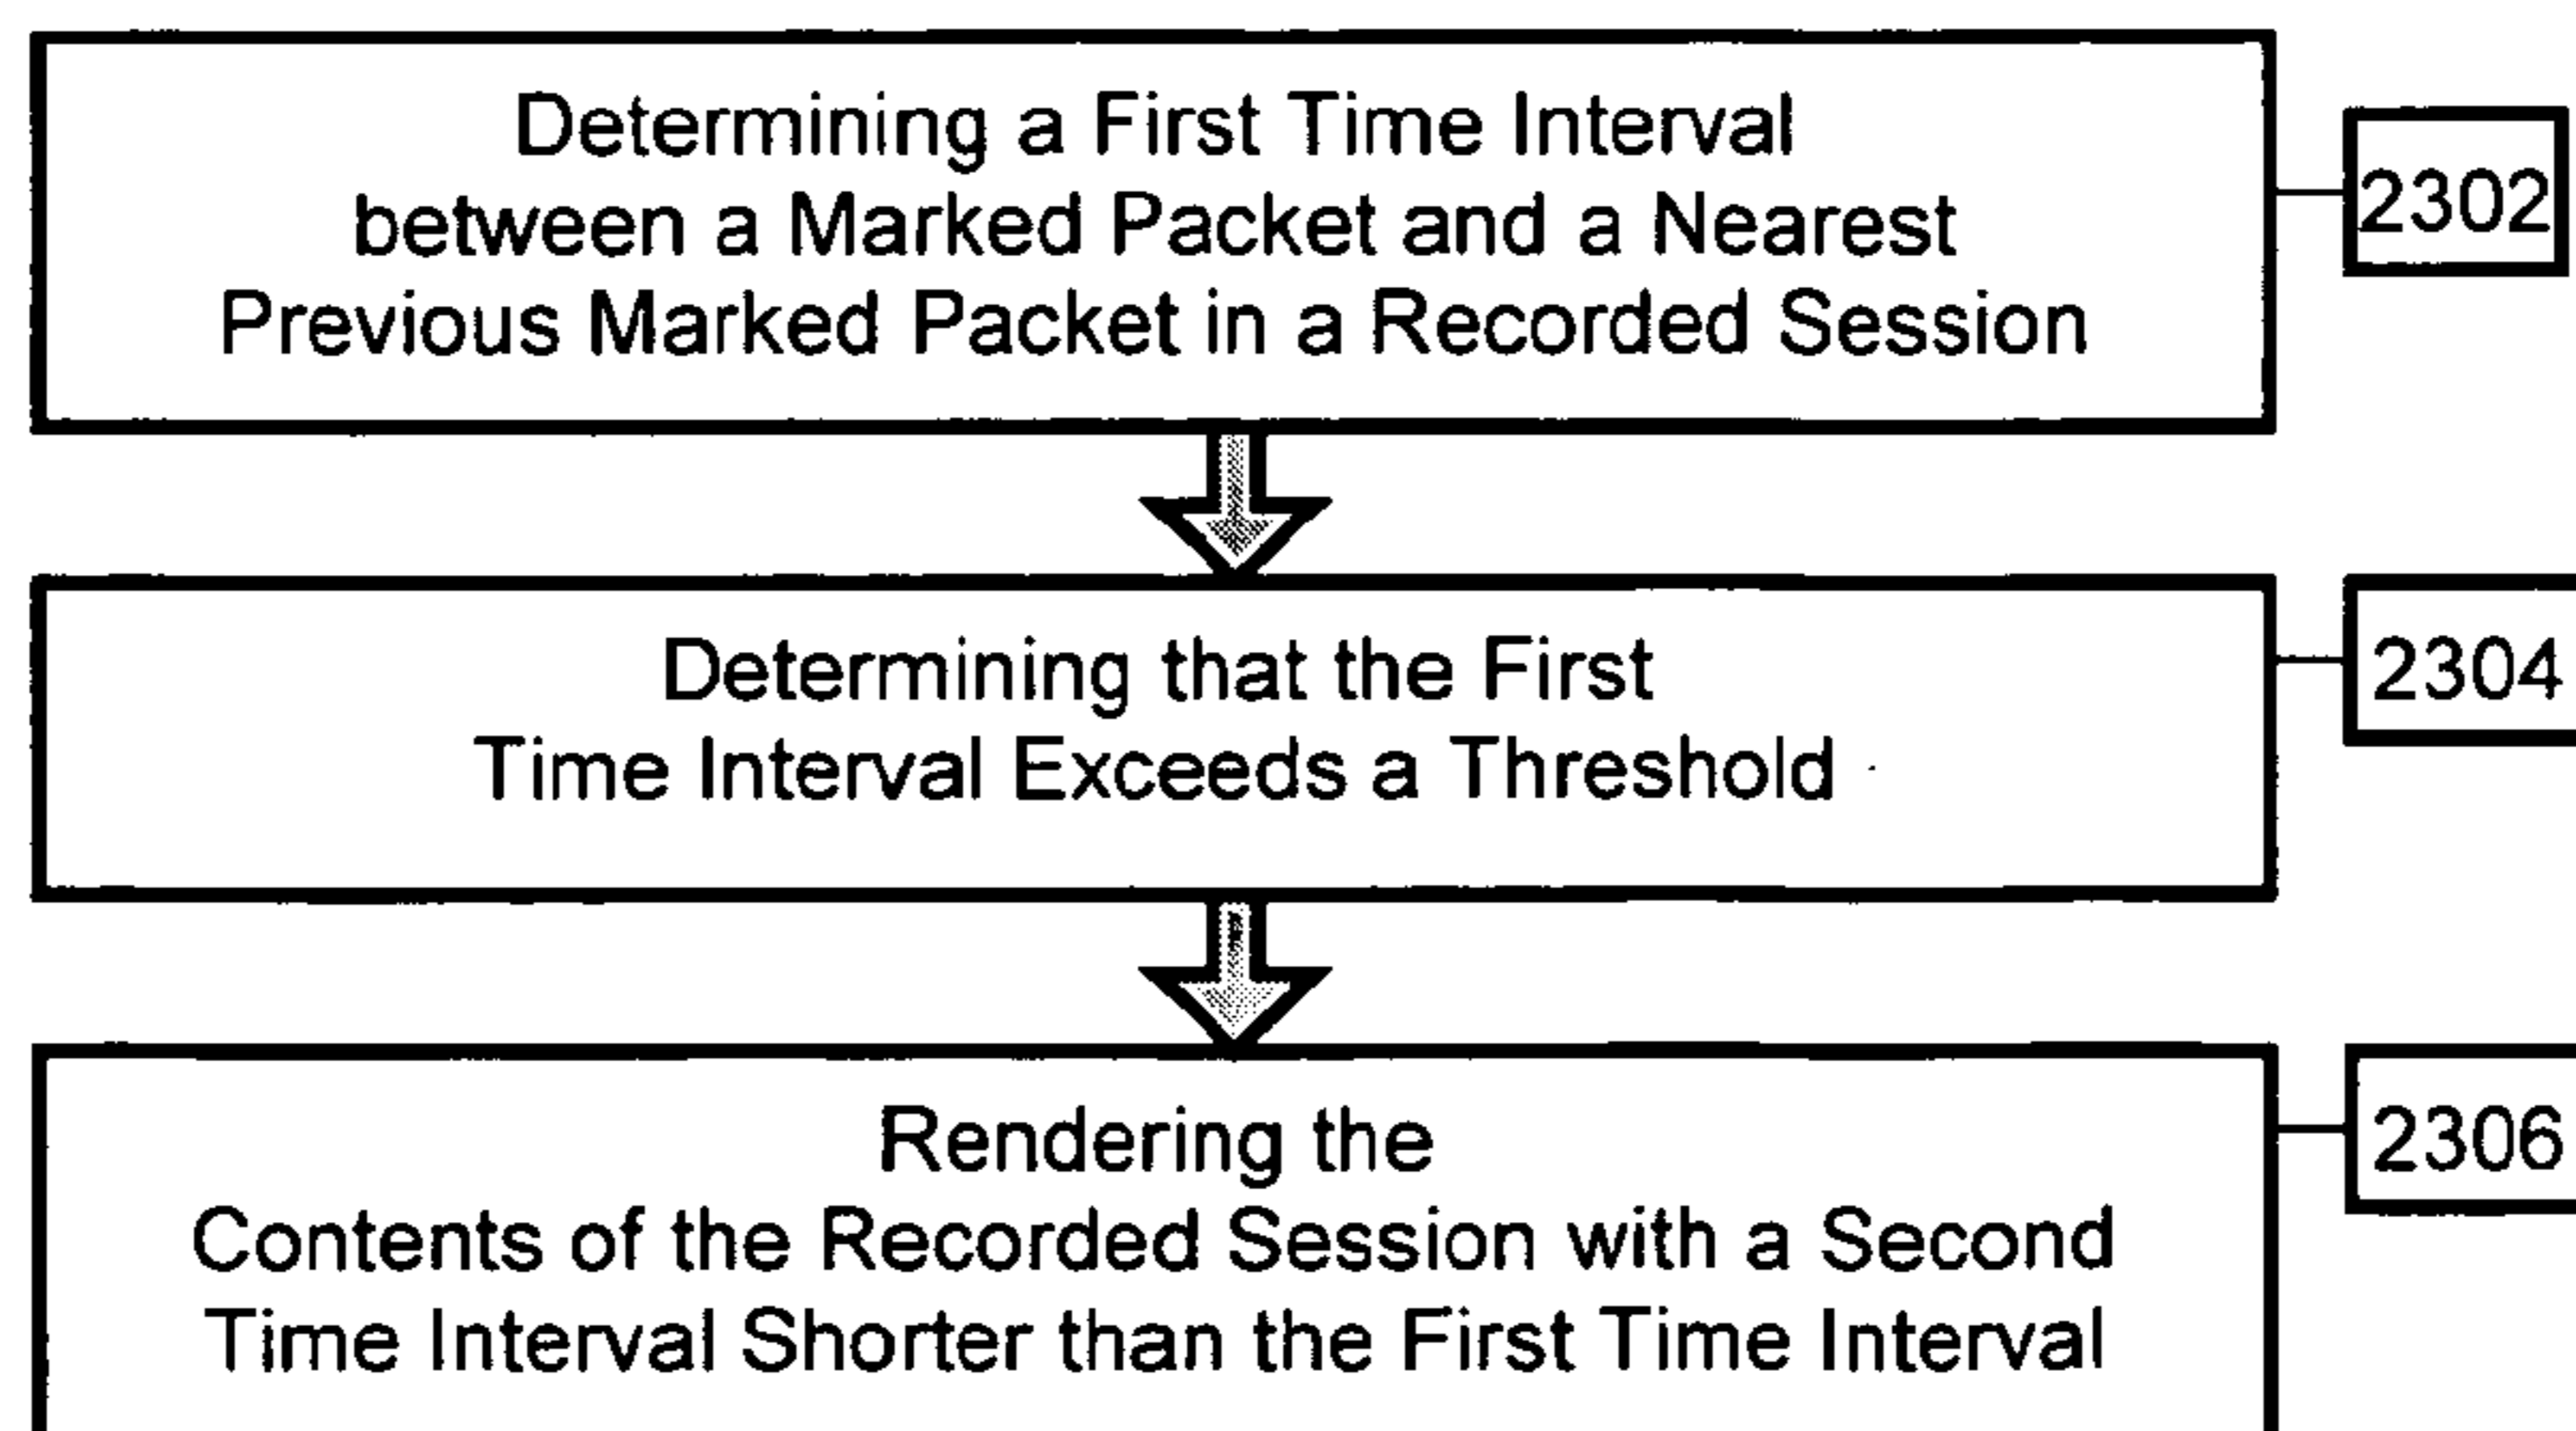 Determining a First Time Interval
between a Marked Packet and a Nearest
Previous Marked Packet in a Recorded Session
2302
Determining that the First
Time Interval Exceeds a Threshold
2304
Rendering the
Contents of the Recorded Session with a Second
Time Interval Shorter than the First Time Interval
2306